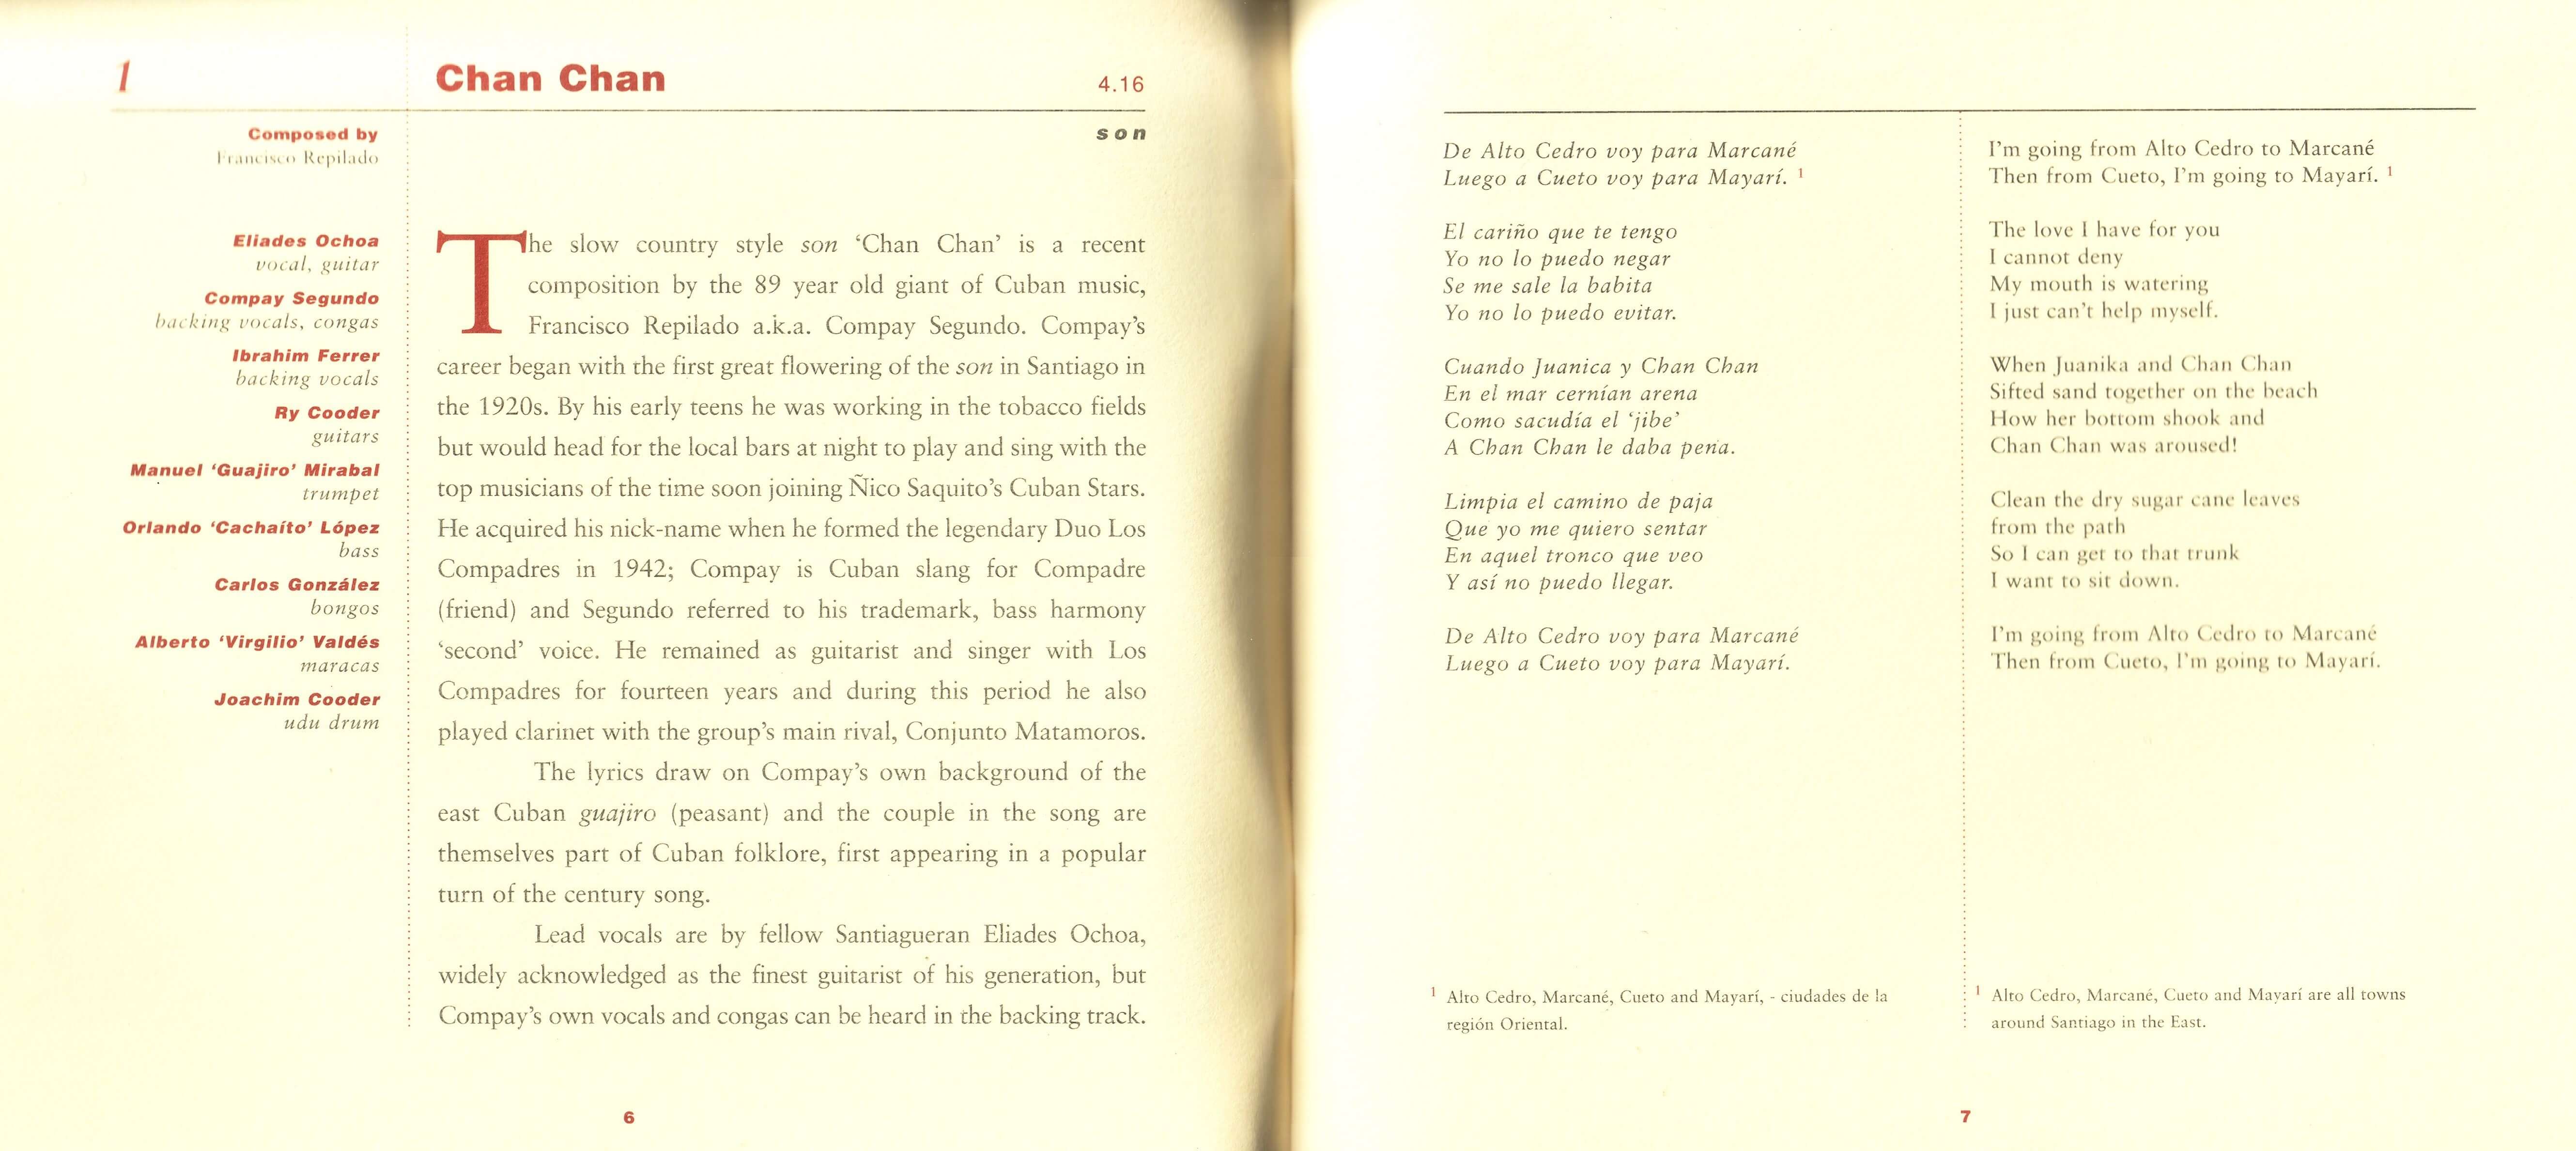 1
Chan Chan
4.16
Composed by
Francisco Repilado
son
Eliades Ochoa
vocal, guitar
Compay Segundo
backing vocals, congas
Ibrahim Ferrer
backing vocals
Ry Cooder
guitars
Manuel ‘Guajiro’ Mirabal
trumpet
Orlando ‘Cachaíto’ López
bass
Carlos González
bongos
Alberto ‘Virgilio’ Valdés
maracas
Joachim Cooder
udu drum
The slow country style son ‘Chan Chan’ is a recent
composition by the 89 year old giant of Cuban music,
Francisco Repilado a.k.a. Compay Segundo. Compay’s
career began with the first great flowering of the son in Santiago in
the 1920s. By his early teens he was working in the tobacco fields
but would head for the local bars at night to play and sing with the
top musicians of the time soon joining Ñico Saquito’s Cuban Stars.
He acquired his nick-name when he formed the legendary Duo Los
Compadres in 1942; Compay is Cuban slang for Compadre
(friend) and Segundo referred to his trademark, bass harmony
‘second’ voice. He remained as guitarist and singer with Los
Compadres for fourteen years and during this period he also
played clarinet with the group’s main rival, Conjunto Matamoros.
The lyrics draw on Compay’s own background of the
east Cuban guajiro (peasant) and the couple in the song are
themselves part of Cuban folklore, first appearing in a popular
turn of the century song.
Lead vocals are by fellow Santiagueran Eliades Ochoa,
widely acknowledged as the finest guitarist of his generation, but
Compay’s own vocals and congas can be heard in the backing track.
6
De Alto Cedro voy para Marcané
Luego a Cueto voy para Mayarí. 1
El cariño que te tengo
Yo no lo puedo negar
Se me sale la babita
Yo no lo puedo evitar.
Cuando Juanica y Chan Chan
En el mar cernían arena
Como sacudía el ‘jibe’
A Chan Chan le daba pena.
Limpia el camino de paja
Que yo me quiero sentar
En aquel tronco que veo
Y así no puedo llegar.
De Alto Cedro voy para Marcané
Luego a Cueto voy para Mayarí.
1 Alto Cedro, Marcané, Cueto and Mayarí, - ciudades de la
región Oriental.
I’m going from Alto Cedro to Marcané
Then from Cueto, I’m going to Mayarí. 1
The love I have for you
I cannot deny
My mouth is watering
I just can’t help myself.
When Juanika and Chan Chan
Sifted sand together on the beach
How her bottom shook and
Chan Chan was aroused!
Clean the dry sugar cane leaves
from the path
So I can get to that trunk
I want to sit down.
I’m going from Alto Cedro to Marcané
Then from Cueto, I’m going to Mayarí.
1 Alto Cedro, Marcané, Cueto and Mayarí are all towns
around Santiago in the East.
7